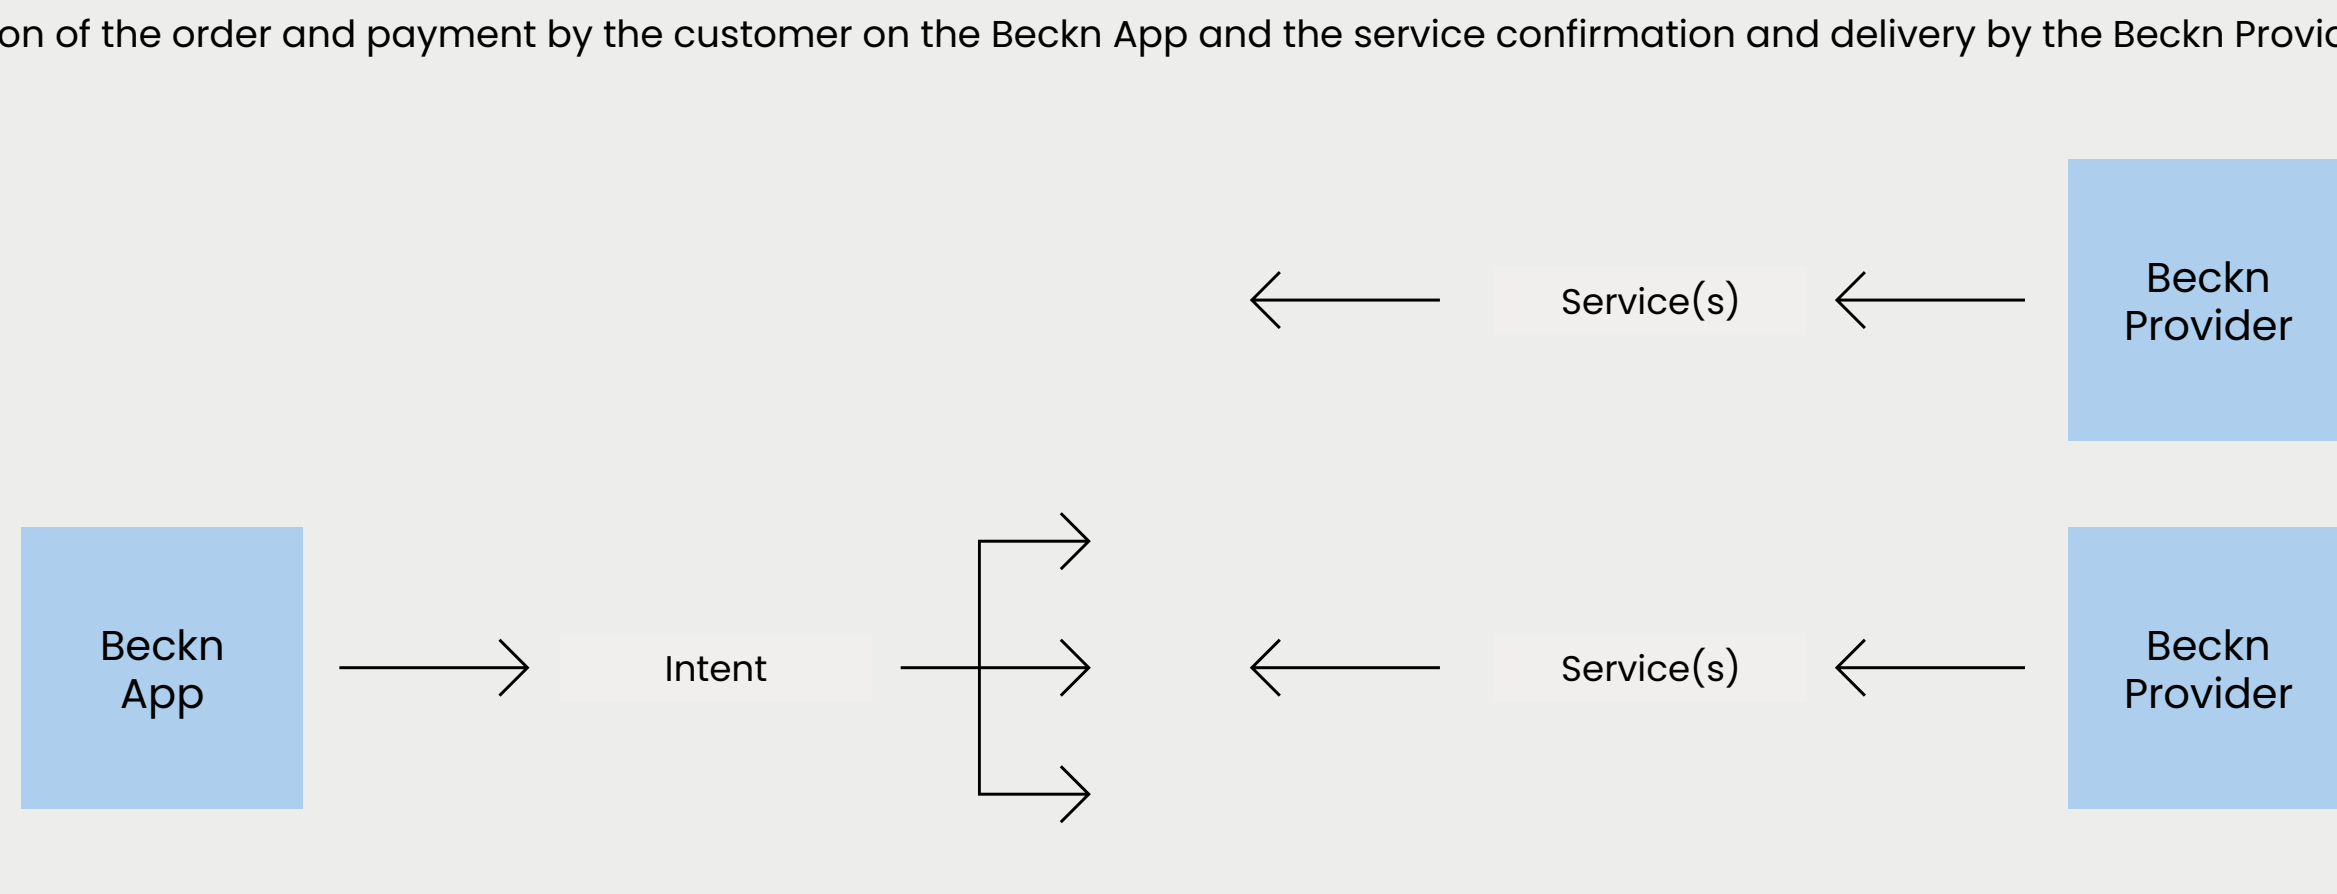 on of the order and payment by the customer on the Beckn App and the service confirmation and delivery by the Beckn
Service(s)
Beckn
Provider
Beckn
App
Intent
Service(s)
Beckn
Provider